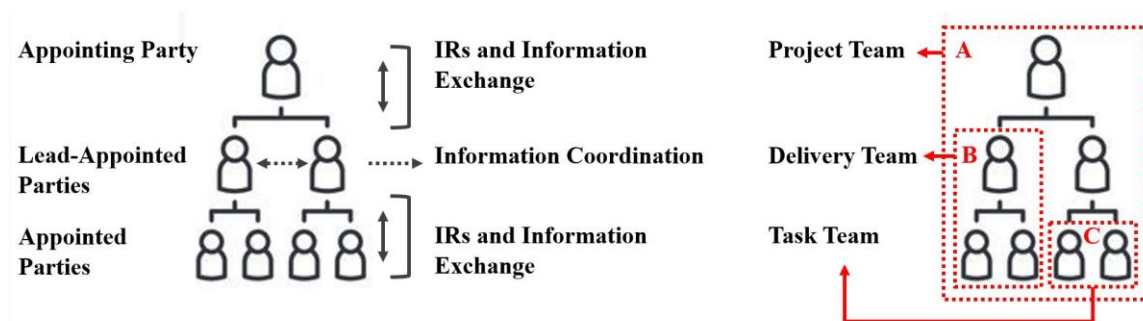 Appointing Party
IRs and Information
Exchange
Lead-Appointed
Parties
Information Coordination
Appointed
Parties
IRs and Information
Exchange
Project Team
A
Delivery Team
B
Task Team
C